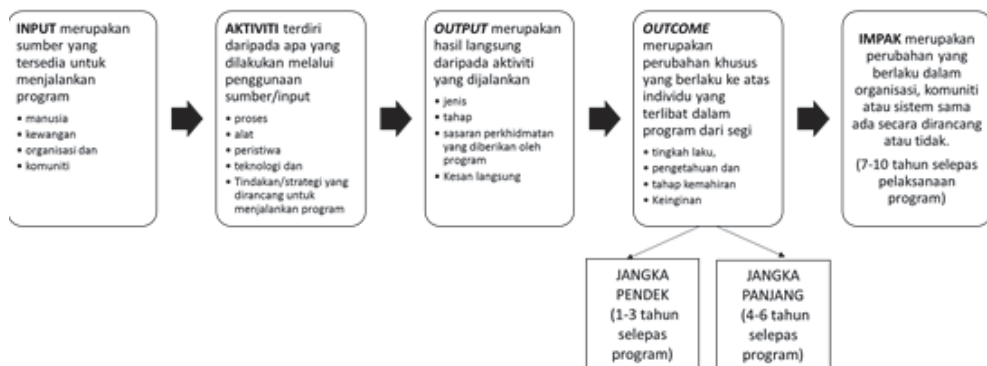 INPUT merupakan
sumber yang
tersedia untuk
menjalankan
program
• manusia
• kewangan
• organisasi dan
• komuniti
AKTIVITI terdiri
daripada apa yang
dilakukan melalui
penggunaan
sumber/input
• proses
• alat
• peristiwa
• teknologi dan
• Tindakan/strategi yang
dirancang untuk
menjalankan program
OUTPUT merupakan
hasil langsung
daripada aktiviti
yang dijalankan
• jenis
• tahap
• sasaran perkhidmatan
yang diberikan oleh
program
• Kesan langsung
OUTCOME
merupakan
perubahan khusus
yang berlaku ke atas
individu yang
terlibat dalam
program dari segi
• tingkah laku,
• pengetahuan dan
• tahap kemahiran
• Keinginan
IMPAK merupakan
perubahan yang
berlaku dalam
organisasi, komuniti
atau sistem sama
ada secara dirancang
atau tidak.
(7-10 tahun selepas
pelaksanaan
program)
JANGKA
PENDEK
(1-3 tahun
selepas
program)
JANGKA
PANJANG
(4-6 tahun
selepas
program)